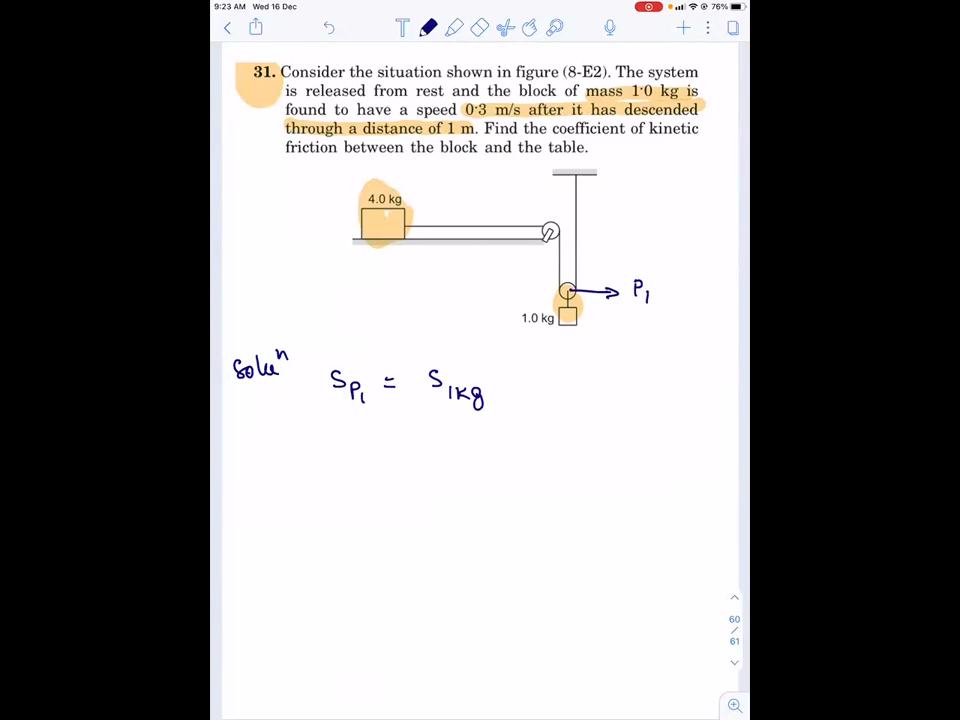 9:23 AM Wed 16 Dec 76%
31. Consider the situation shown in figure (8-E2). The system
is released from rest and the block of mass 1·0 kg is
found to have a speed 0·3 m/s after it has descended
through a distance of 1 m. Find the coefficient of kinetic
friction between the block and the table.
4.0 kg
P1
1.0 kg
Soluⁿ
S_P1 = S_1kg
60
/
61